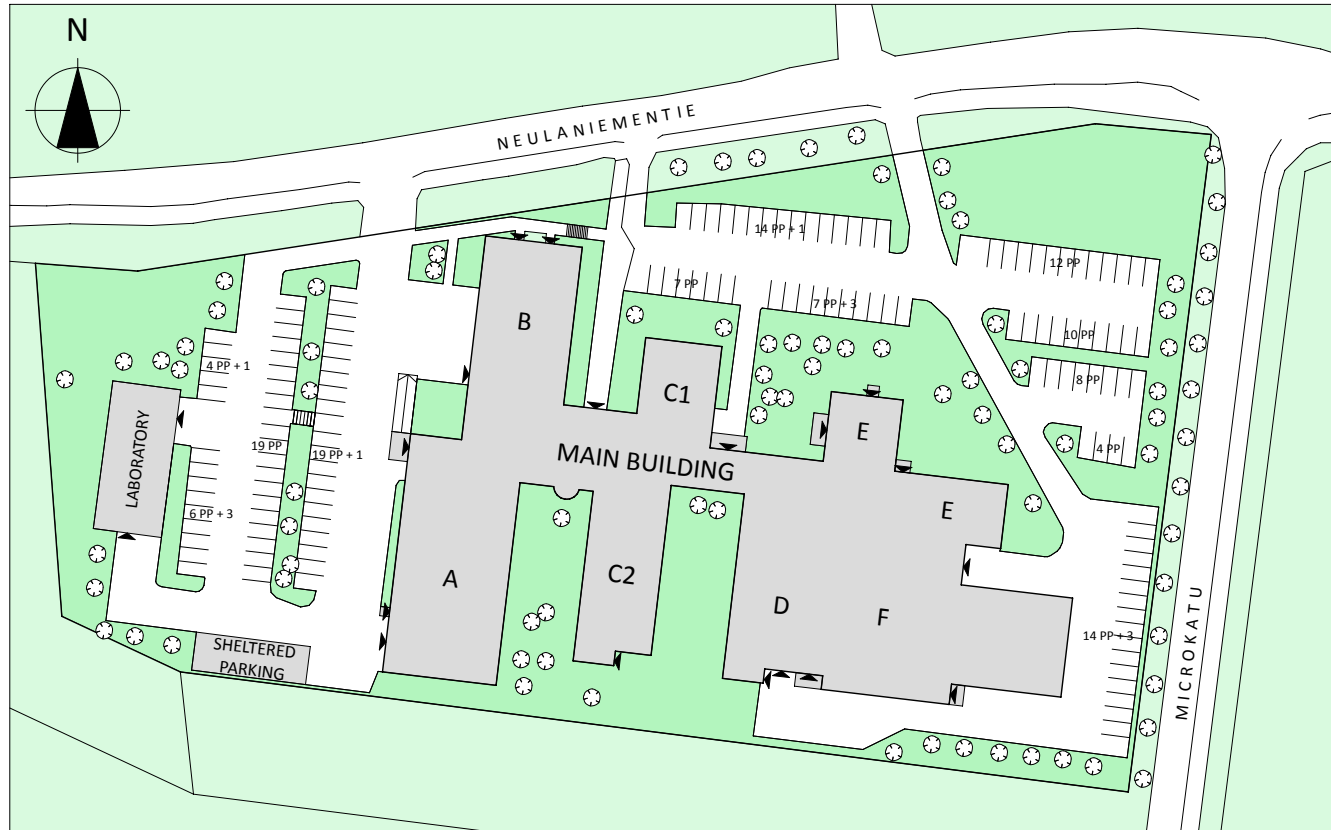 N
NEULANIEMENTIE
14 PP + 1
12 PP
7 PP
7 PP + 3
10 PP
B
4 PP + 1
8 PP
C1
E
LABORATORY
19 PP
19 PP + 1
MAIN BUILDING
4 PP
E
6 PP + 3
A
C2
D
F
14 PP + 3
MICROKATU
SHELTERED
PARKING